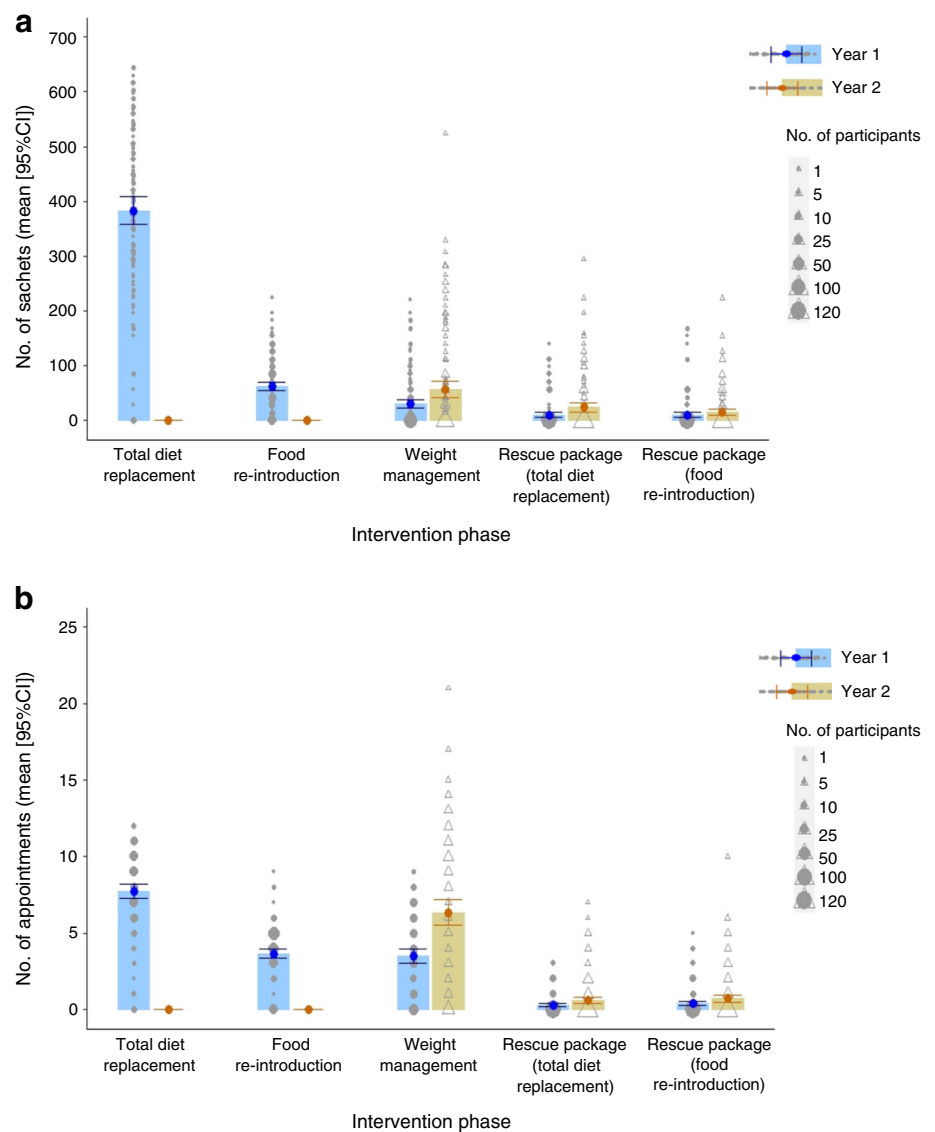 a
No. of sachets (mean [95%CI])
700
600
500
400
300
200
100
0
Total diet
replacement
Food
re-introduction
Weight
management
Rescue package
(total diet
replacement)
Rescue package
(food
re-introduction)
Intervention phase
Year 1
Year 2
No. of participants
1
5
10
25
50
100
120
b
No. of appointments (mean [95%CI])
25
20
15
10
5
0
Total diet
replacement
Food
re-introduction
Weight
management
Rescue package
(total diet
replacement)
Rescue package
(food
re-introduction)
Intervention phase
Year 1
Year 2
No. of participants
1
5
10
25
50
100
120